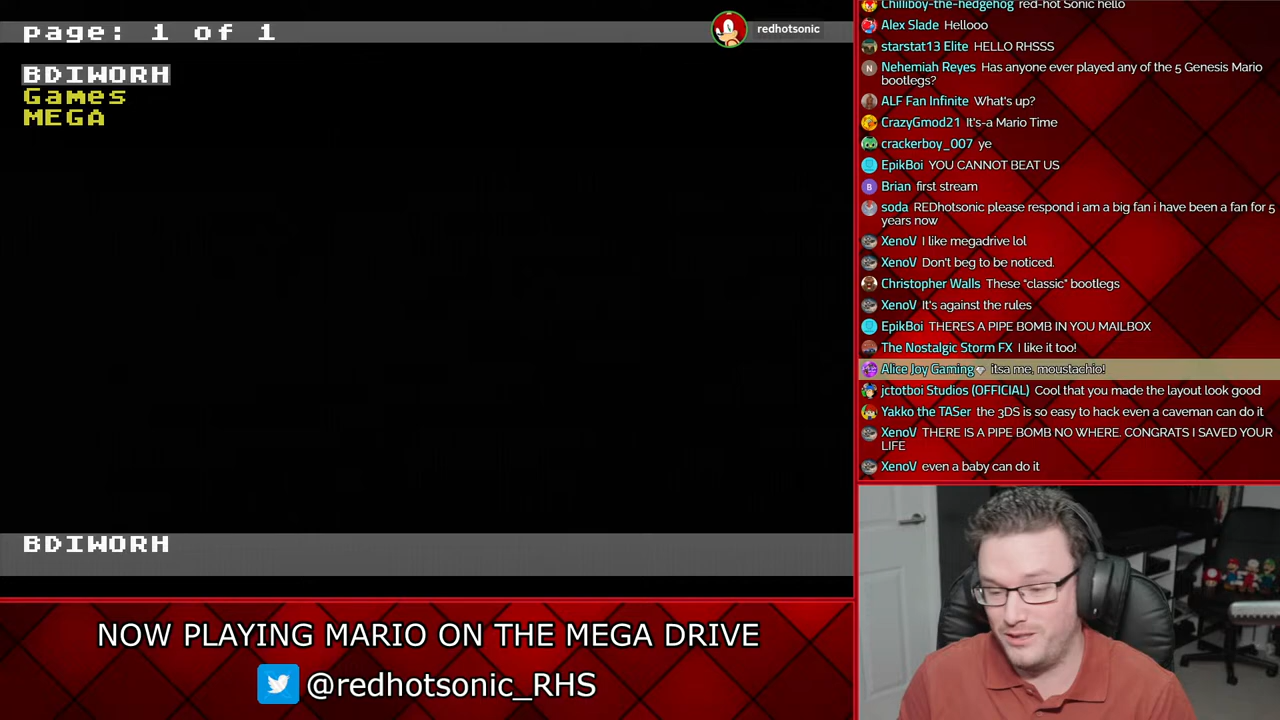 page: 1 of 1
redhotsonic
BDIWORH
Games
MEGA
BDIWORH
NOW PLAYING MARIO ON THE MEGA DRIVE
@redhotsonic_RHS
Chilliboy-the-hedgehog red-hot Sonic hello
Alex Slade Hellooo
starstat13 Elite HELLO RHSSS
N Nehemiah Reyes Has anyone ever played any of the 5 Genesis Mario
bootlegs?
ALF Fan Infinite What's up?
CrazyGmod21 It's-a Mario Time
crackerboy_007 ye
EpikBoi YOU CANNOT BEAT US
B Brian first stream
soda REDhotsonic please respond i am a big fan i have been a fan for 5
years now
XenoV I like megadrive lol
XenoV Don't beg to be noticed.
Christopher Walls These "classic" bootlegs
XenoV It's against the rules
EpikBoi THERES A PIPE BOMB IN YOU MAILBOX
The Nostalgic Storm FX I like it too!
Alice Joy Gaming itsa me, moustachio!
jctotboi Studios (OFFICIAL) Cool that you made the layout look good
Yakko the TASer the 3DS is so easy to hack even a caveman can do it
XenoV THERE IS A PIPE BOMB NO WHERE. CONGRATS I SAVED YOUR
LIFE
XenoV even a baby can do it